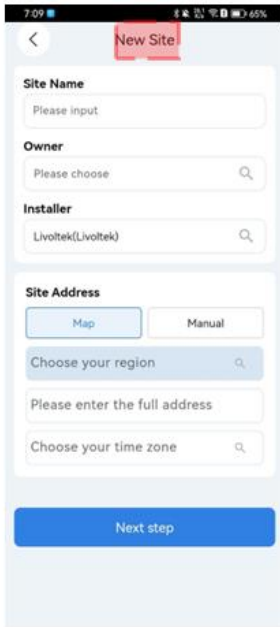 7:09 65%
New Site
Site Name
Please input
Owner
Please choose
Installer
Livoltek(Livoltek)
Site Address
Map Manual
Choose your region
Please enter the full address
Choose your time zone
Next step